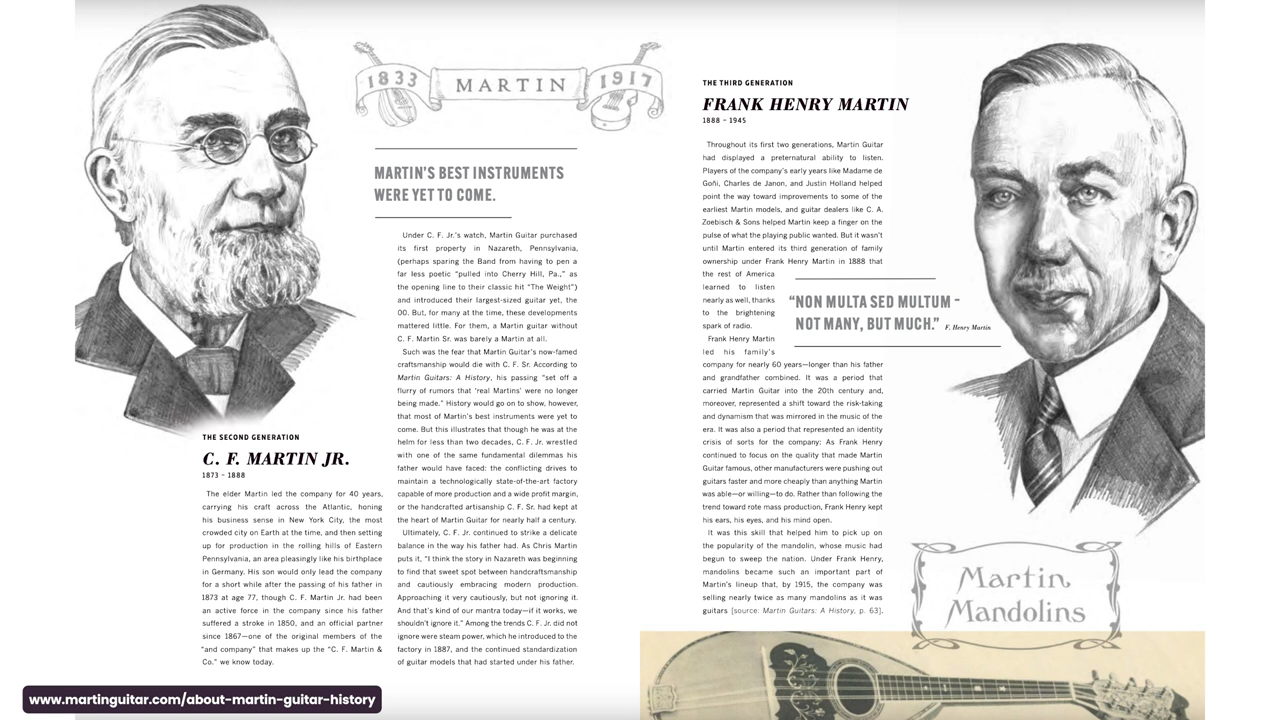 1833 MARTIN 1917
MARTIN'S BEST INSTRUMENTS
WERE YET TO COME.
THE SECOND GENERATION
C. F. MARTIN JR.
1873 – 1888
The elder Martin led the company for 40 years,
carrying his craft across the Atlantic, honing
his business sense in New York City, the most
crowded city on Earth at the time, and then setting
up for production in the rolling hills of Eastern
Pennsylvania, an area pleasingly like his birthplace
in Germany. His son would only lead the company
for a short while after the passing of his father in
1873 at age 77, though C. F. Martin Jr. had been
an active force in the company since his father
suffered a stroke in 1850, and an official partner
since 1867—one of the original members of the
"and company" that makes up the "C. F. Martin &
Co." we know today.
Under C. F. Jr.'s watch, Martin Guitar purchased
its first property in Nazareth, Pennsylvania,
(perhaps sparing the Band from having to pen a
far less poetic "pulled into Cherry Hill, Pa.," as
the opening line to their classic hit "The Weight")
and introduced their largest-sized guitar yet, the
00. But, for many at the time, these developments
mattered little. For them, a Martin guitar without
C. F. Martin Sr. was barely a Martin at all.
Such was the fear that Martin Guitar's now-famed
craftsmanship would die with C. F. Sr. According to
Martin Guitars: A History, his passing "set off a
flurry of rumors that 'real Martins' were no longer
being made." History would go on to show, however,
that most of Martin's best instruments were yet to
come. But this illustrates that though he was at the
helm for less than two decades, C. F. Jr. wrestled
with one of the same fundamental dilemmas his
father would have faced: the conflicting drives to
maintain a technologically state-of-the-art factory
capable of more production and a wide profit margin,
or the handcrafted artisanship C. F. Sr. had kept at
the heart of Martin Guitar for nearly half a century.
Ultimately, C. F. Jr. continued to strike a delicate
balance in the way his father had. As Chris Martin
puts it, "I think the story in Nazareth was beginning
to find that sweet spot between handcraftsmanship
and cautiously embracing modern production.
Approaching it very cautiously, but not ignoring it.
And that's kind of our mantra today—if it works, we
shouldn't ignore it." Among the trends C. F. Jr. did not
ignore were steam power, which he introduced to the
factory in 1887, and the continued standardization
of guitar models that had started under his father.
THE THIRD GENERATION
FRANK HENRY MARTIN
1888 – 1945
Throughout its first two generations, Martin Guitar
had displayed a preternatural ability to listen.
Players of the company's early years like Madame de
Goñi, Charles de Janon, and Justin Holland helped
point the way toward improvements to some of the
earliest Martin models, and guitar dealers like C. A.
Zoebisch & Sons helped Martin keep a finger on the
pulse of what the playing public wanted. But it wasn't
until Martin entered its third generation of family
ownership under Frank Henry Martin in 1888 that
the rest of America
learned to listen
nearly as well, thanks
to the brightening
spark of radio.
Frank Henry Martin
led his family's
company for nearly 60 years—longer than his father
and grandfather combined. It was a period that
carried Martin Guitar into the 20th century and,
moreover, represented a shift toward the risk-taking
and dynamism that was mirrored in the music of the
era. It was also a period that represented an identity
crisis of sorts for the company: As Frank Henry
continued to focus on the quality that made Martin
Guitar famous, other manufacturers were pushing out
guitars faster and more cheaply than anything Martin
was able—or willing—to do. Rather than following the
trend toward rote mass production, Frank Henry kept
his ears, his eyes, and his mind open.
It was this skill that helped him to pick up on
the popularity of the mandolin, whose music had
begun to sweep the nation. Under Frank Henry,
mandolins became such an important part of
Martin's lineup that, by 1915, the company was
selling nearly twice as many mandolins as it was
guitars [source: Martin Guitars: A History, p. 63].
"NON MULTA SED MULTUM –
NOT MANY, BUT MUCH." F. Henry Martin
Martin
Mandolins
www.martinguitar.com/about-martin-guitar-history